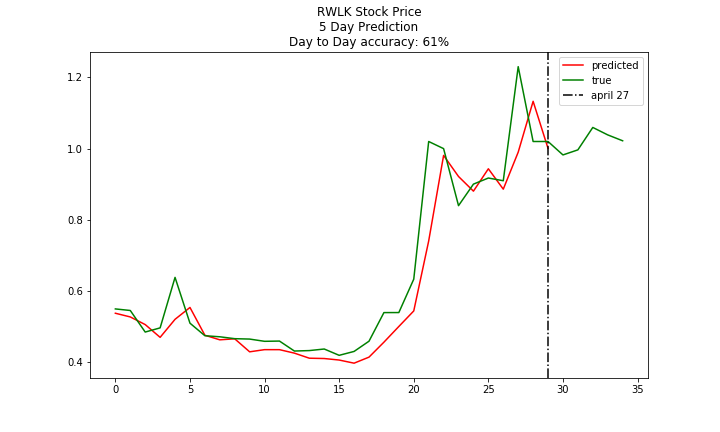 RWLK Stock Price
5 Day Prediction
Day to Day accuracy: 61%
predicted
true
april 27
1.2
1.0
0.8
0.6
0.4
0 5 10 15 20 25 30 35